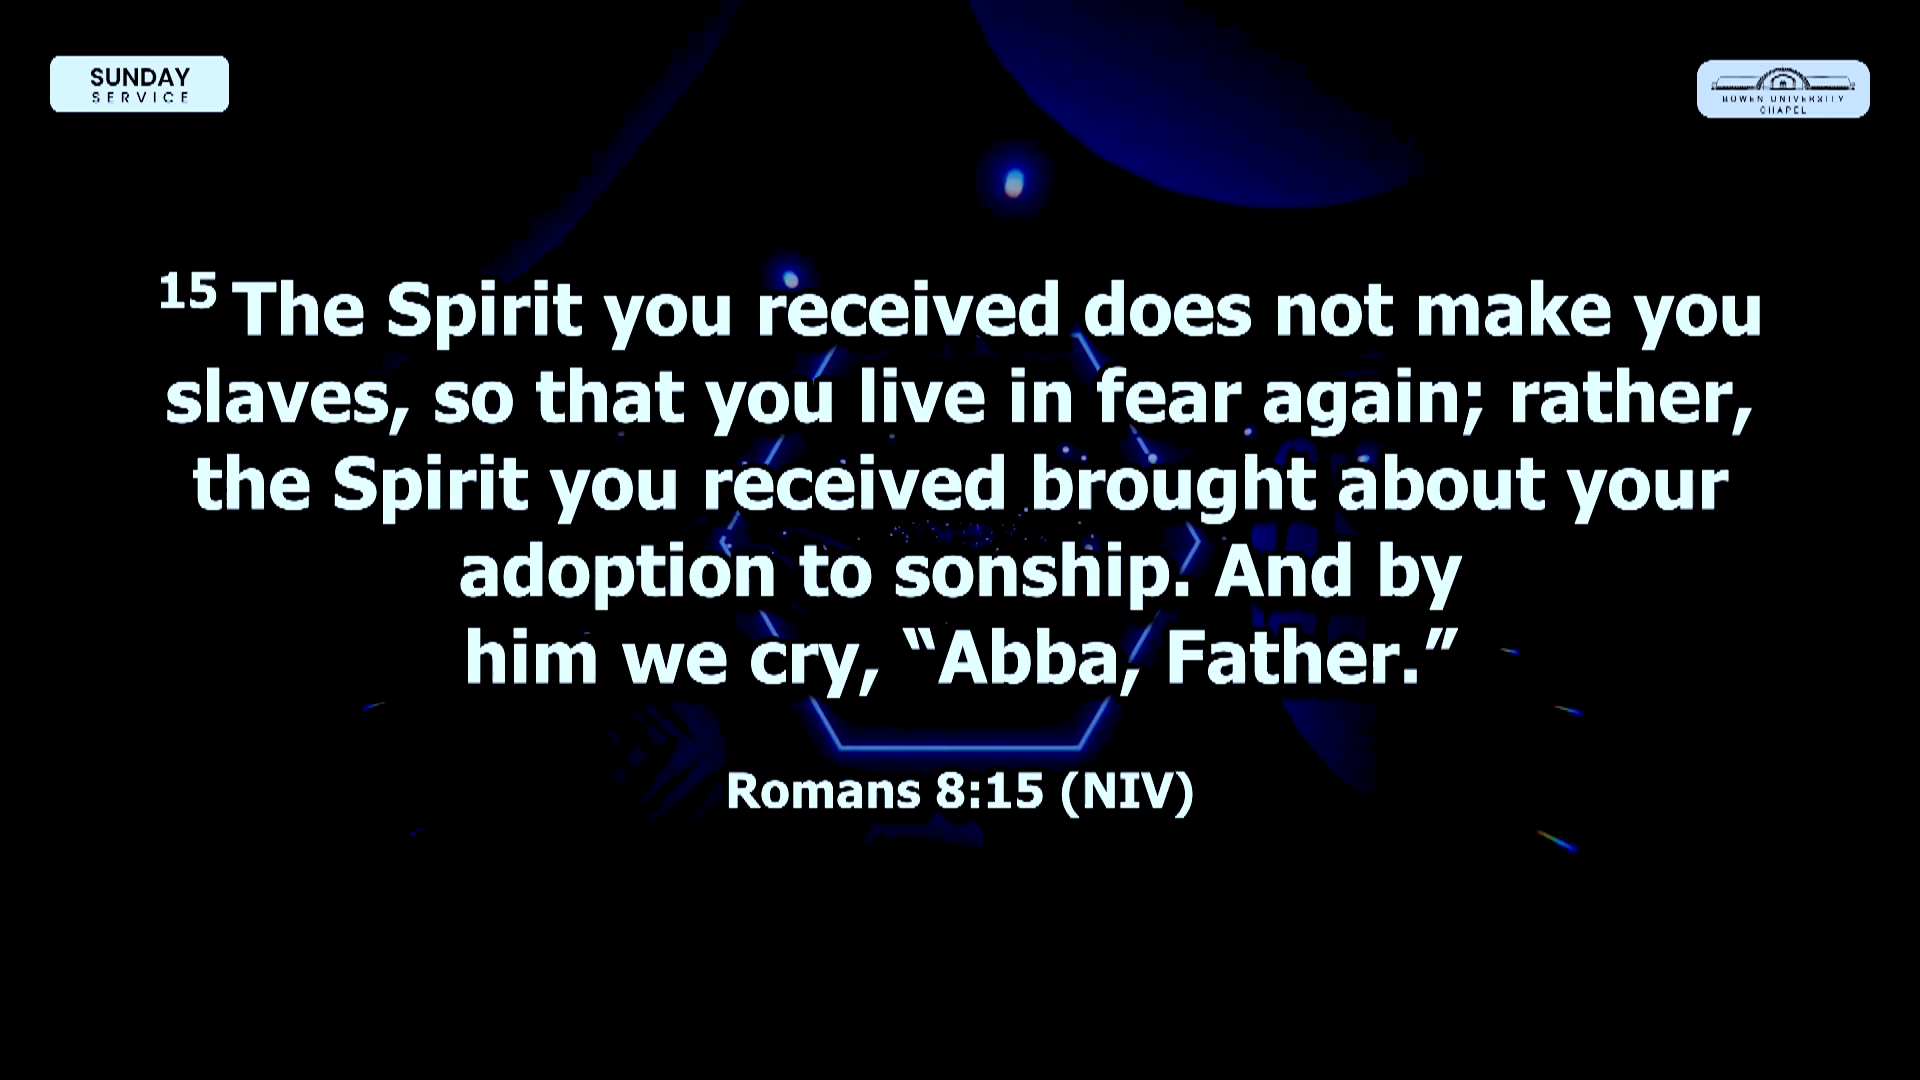 SUNDAY
SERVICE
BOWEN UNIVERSITY
CHAPEL
15 The Spirit you received does not make you
slaves, so that you live in fear again; rather,
the Spirit you received brought about your
adoption to sonship. And by
him we cry, “Abba, Father.”
Romans 8:15 (NIV)